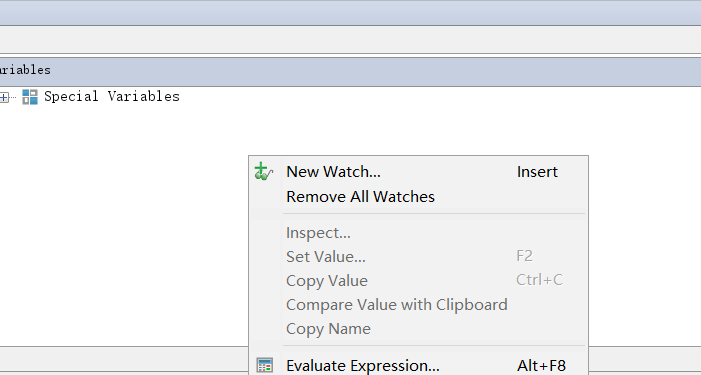 ariables
Special Variables
New Watch... Insert
Remove All Watches
Inspect...
Set Value... F2
Copy Value Ctrl+C
Compare Value with Clipboard
Copy Name
Evaluate Expression... Alt+F8